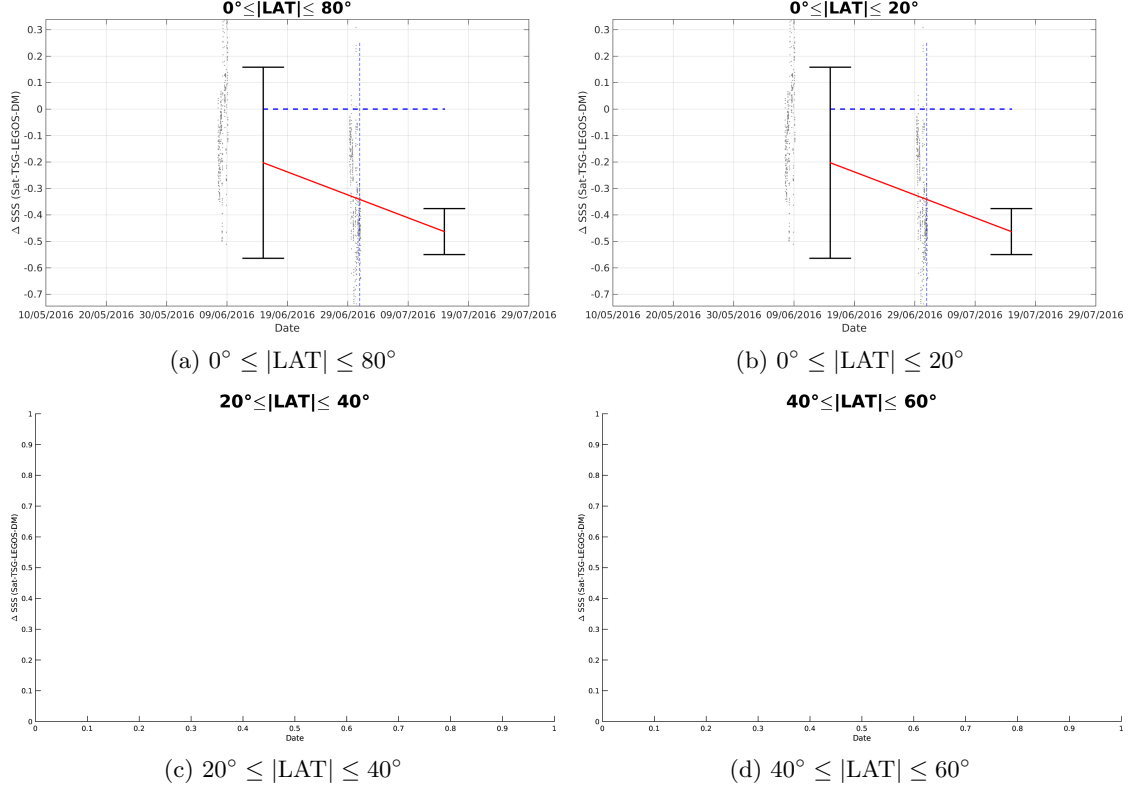 0°≤|LAT|≤ 80°
0.3
0.2
0.1
0
-0.1
-0.2
-0.3
-0.4
-0.5
-0.6
-0.7
Δ SSS (Sat-TSG-LEGOS-DM)
10/05/2016 20/05/2016 30/05/2016 09/06/2016 19/06/2016 29/06/2016 09/07/2016 19/07/2016 29/07/2016
Date
(a) 0° ≤ |LAT| ≤ 80°
0°≤|LAT|≤ 20°
0.3
0.2
0.1
0
-0.1
-0.2
-0.3
-0.4
-0.5
-0.6
-0.7
Δ SSS (Sat-TSG-LEGOS-DM)
10/05/2016 20/05/2016 30/05/2016 09/06/2016 19/06/2016 29/06/2016 09/07/2016 19/07/2016 29/07/2016
Date
(b) 0° ≤ |LAT| ≤ 20°
20°≤|LAT|≤ 40°
1
0.9
0.8
0.7
0.6
0.5
0.4
0.3
0.2
0.1
0
Δ SSS (Sat-TSG-LEGOS-DM)
0 0.1 0.2 0.3 0.4 0.5 0.6 0.7 0.8 0.9 1
Date
(c) 20° ≤ |LAT| ≤ 40°
40°≤|LAT|≤ 60°
1
0.9
0.8
0.7
0.6
0.5
0.4
0.3
0.2
0.1
0
Δ SSS (Sat-TSG-LEGOS-DM)
0 0.1 0.2 0.3 0.4 0.5 0.6 0.7 0.8 0.9 1
Date
(d) 40° ≤ |LAT| ≤ 60°